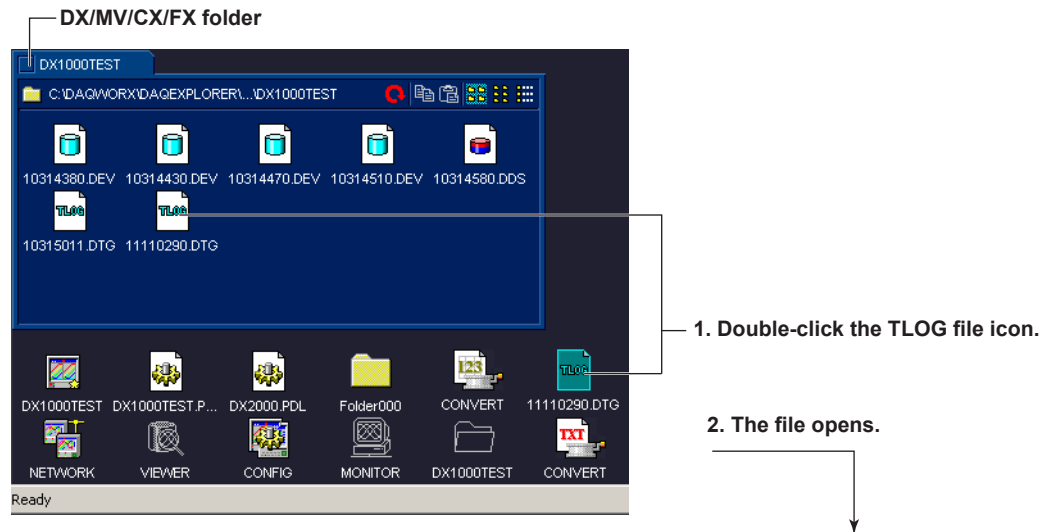 DX/MV/CX/FX folder
DX1000TEST
C:\DAQWORX\DAQEXPLORER\...\DX1000TEST
10314380.DEV 10314430.DEV 10314470.DEV 10314510.DEV 10314580.DDS
TLOG TLOG
10315011.DTG 11110290.DTG
1. Double-click the TLOG file icon.
123 TLOG
DX1000TEST DX1000TEST.P... DX2000.PDL Folder000 CONVERT 11110290.DTG
2. The file opens.
TXT
NETWORK VIEWER CONFIG MONITOR DX1000TEST CONVERT
Ready